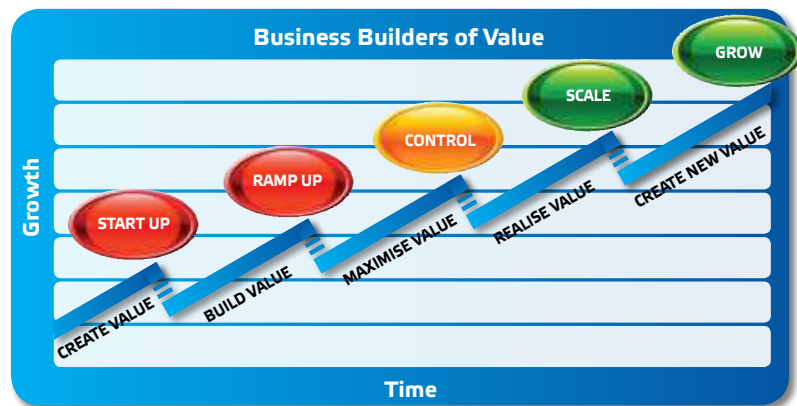 Business Builders of Value
GROW
SCALE
CONTROL
RAMP UP
START UP
Growth
CREATE VALUE
BUILD VALUE
MAXIMISE VALUE
REALISE VALUE
CREATE NEW VALUE
Time